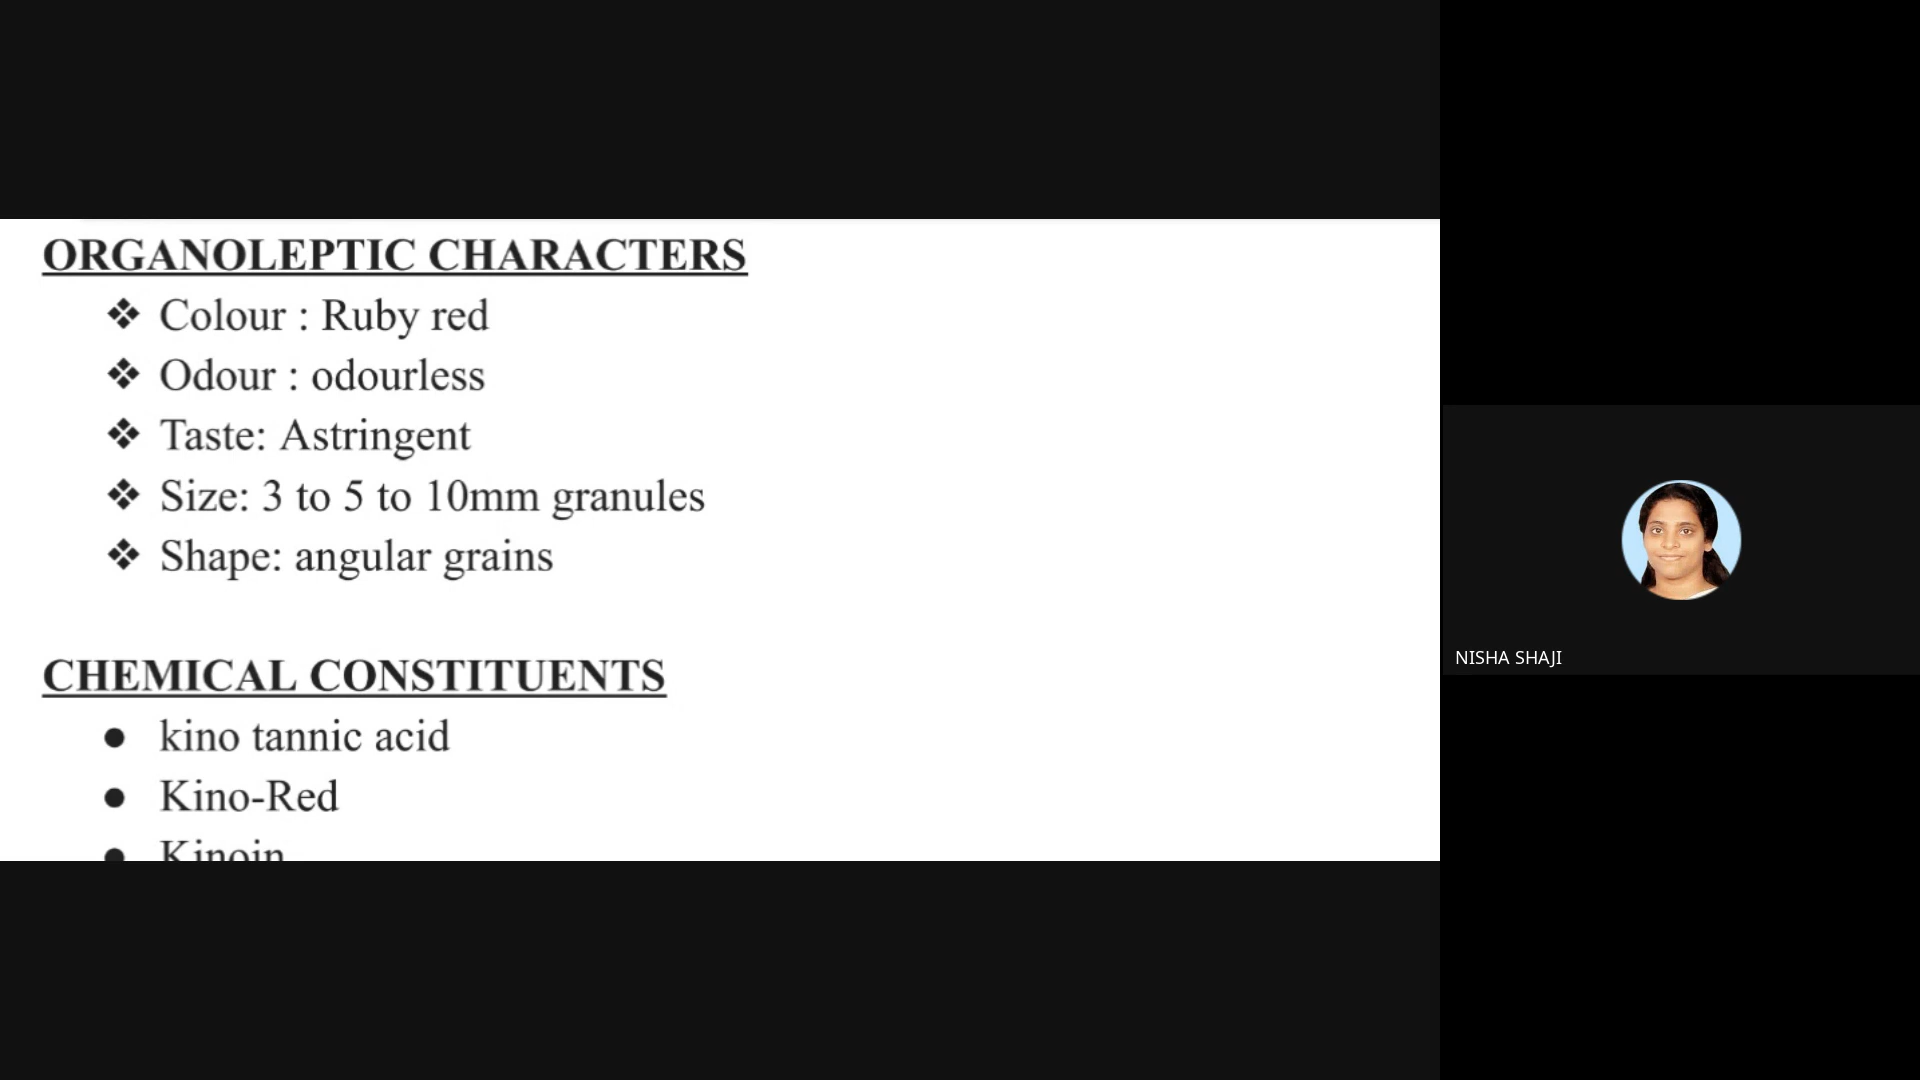 ORGANOLEPTIC CHARACTERS
❖ Colour : Ruby red
❖ Odour : odourless
❖ Taste: Astringent
❖ Size: 3 to 5 to 10mm granules
❖ Shape: angular grains
CHEMICAL CONSTITUENTS
● kino tannic acid
● Kino-Red
● Kinoin
NISHA SHAJI